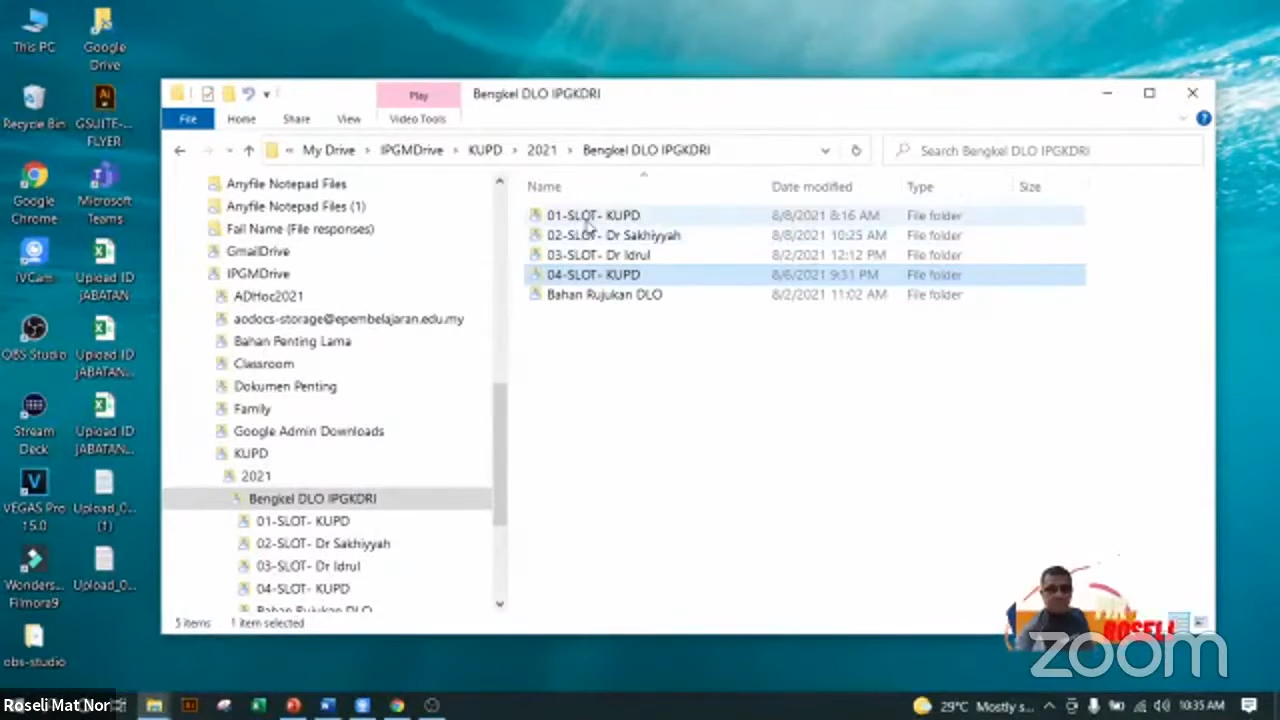 This PC
Google Drive
Recycle Bin
GSUITE-... FLYER
Google Chrome
Microsoft Teams
iVCam
Upload ID JABATAN
OBS Studio
Upload ID JABATAN...
Stream Deck
Upload ID JABATAN...
VEGAS Pro 15.0
Upload_0... (1)
Wonders... Filmora9
Upload_0...
obs-studio
Play
Bengkel DLO IPGKDRI
File
Home
Share
View
Video Tools
« My Drive › IPGMDrive › KUPD › 2021 › Bengkel DLO IPGKDRI
Search Bengkel DLO IPGKDRI
Anyfile Notepad Files
Anyfile Notepad Files (1)
Fail Name (File responses)
GmailDrive
IPGMDrive
ADHoc2021
aodocs-storage@epembelajaran.edu.my
Bahan Penting Lama
Classroom
Dokumen Penting
Family
Google Admin Downloads
KUPD
2021
Bengkel DLO IPGKDRI
01-SLOT- KUPD
02-SLOT- Dr Sakhiyyah
03-SLOT- Dr Idrul
04-SLOT- KUPD
Bahan Rujukan DLO
Name Date modified Type Size
01-SLOT- KUPD 8/8/2021 8:16 AM File folder
02-SLOT- Dr Sakhiyyah 8/8/2021 10:25 AM File folder
03-SLOT- Dr Idrul 8/2/2021 12:12 PM File folder
04-SLOT- KUPD 8/6/2021 9:31 PM File folder
Bahan Rujukan DLO 8/2/2021 11:02 AM File folder
5 items 1 item selected
ROSELI
zoom
Roseli Mat Nor
29°C Mostly s...
10:35 AM